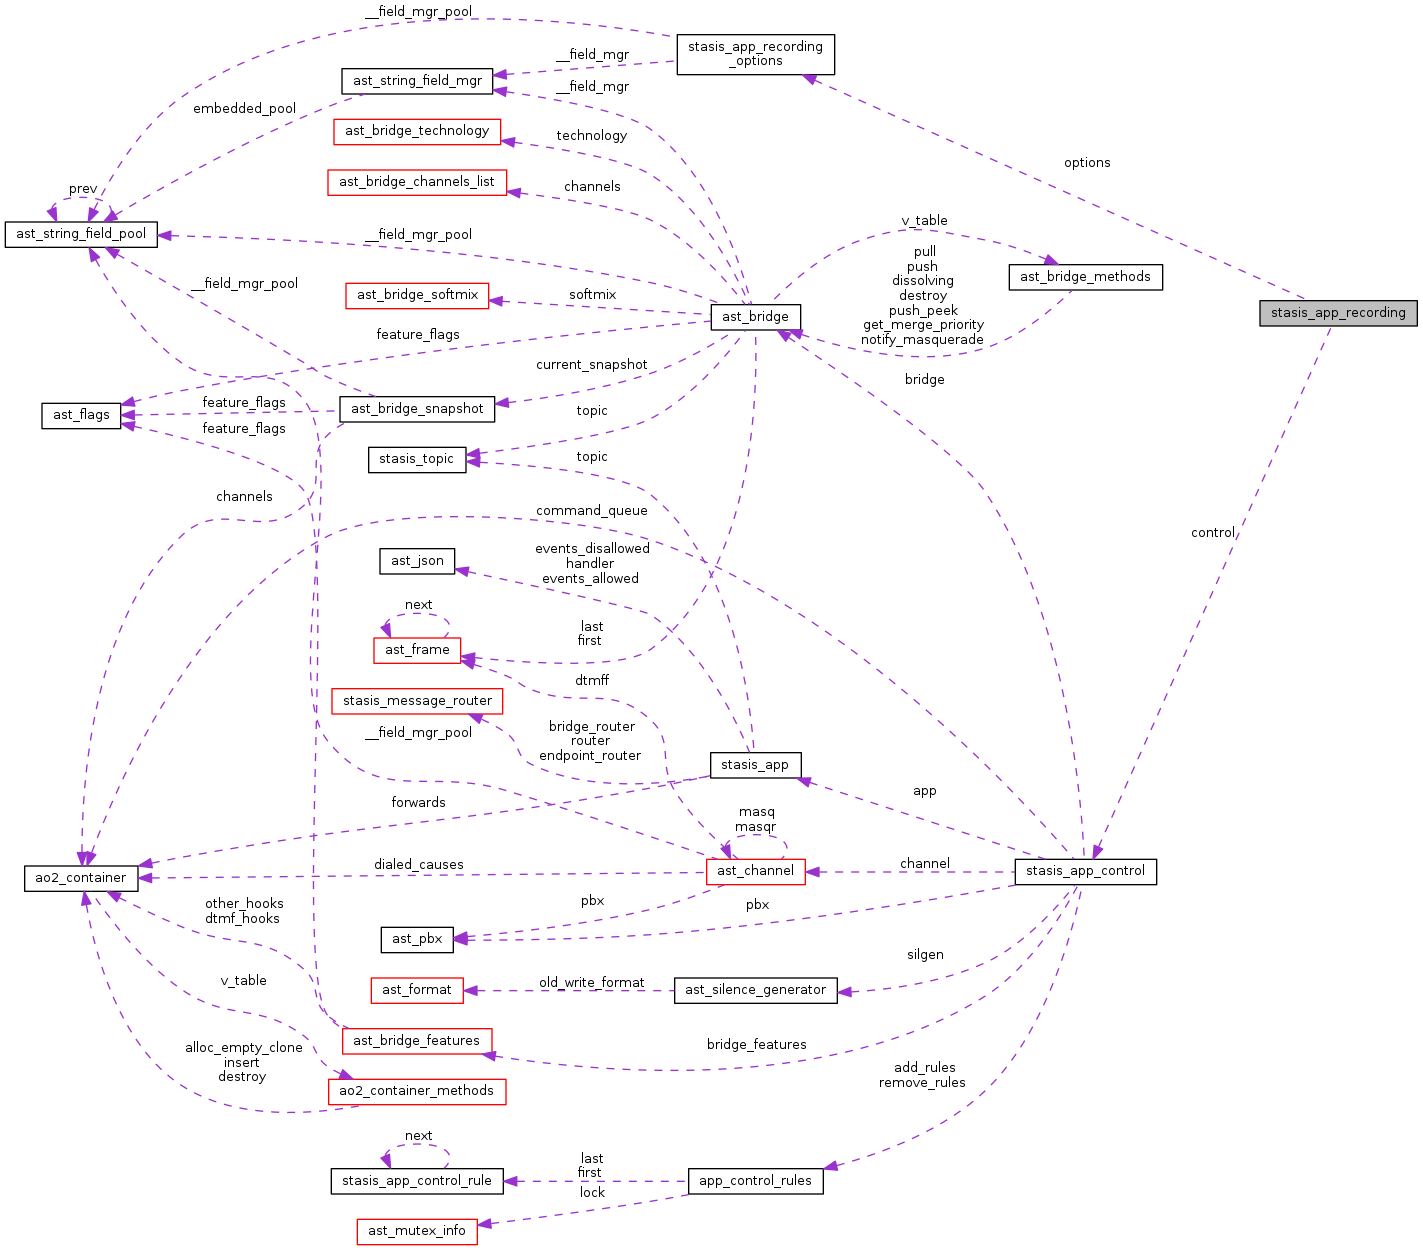 __field_mgr_pool
stasis_app_recording
_options
__field_mgr
ast_string_field_mgr
__field_mgr
embedded_pool
ast_bridge_technology
technology
options
ast_bridge_channels_list
channels
prev
ast_string_field_pool
__field_mgr_pool
v_table
pull
push
dissolving
destroy
push_peek
get_merge_priority
notify_masquerade
ast_bridge_methods
__field_mgr_pool
ast_bridge_softmix
softmix
ast_bridge
stasis_app_recording
feature_flags
current_snapshot
bridge
feature_flags
ast_bridge_snapshot
ast_flags
topic
feature_flags
stasis_topic
topic
channels
command_queue
control
ast_json
events_disallowed
handler
events_allowed
next
ast_frame
last
first
dtmff
stasis_message_router
bridge_router
router
endpoint_router
__field_mgr_pool
stasis_app
app
forwards
masq
masqr
dialed_causes
ast_channel
channel
stasis_app_control
ao2_container
pbx
pbx
other_hooks
dtmf_hooks
ast_pbx
silgen
v_table
ast_format
old_write_format
ast_silence_generator
ast_bridge_features
bridge_features
alloc_empty_clone
insert
destroy
add_rules
remove_rules
ao2_container_methods
next
stasis_app_control_rule
last
first
app_control_rules
lock
ast_mutex_info